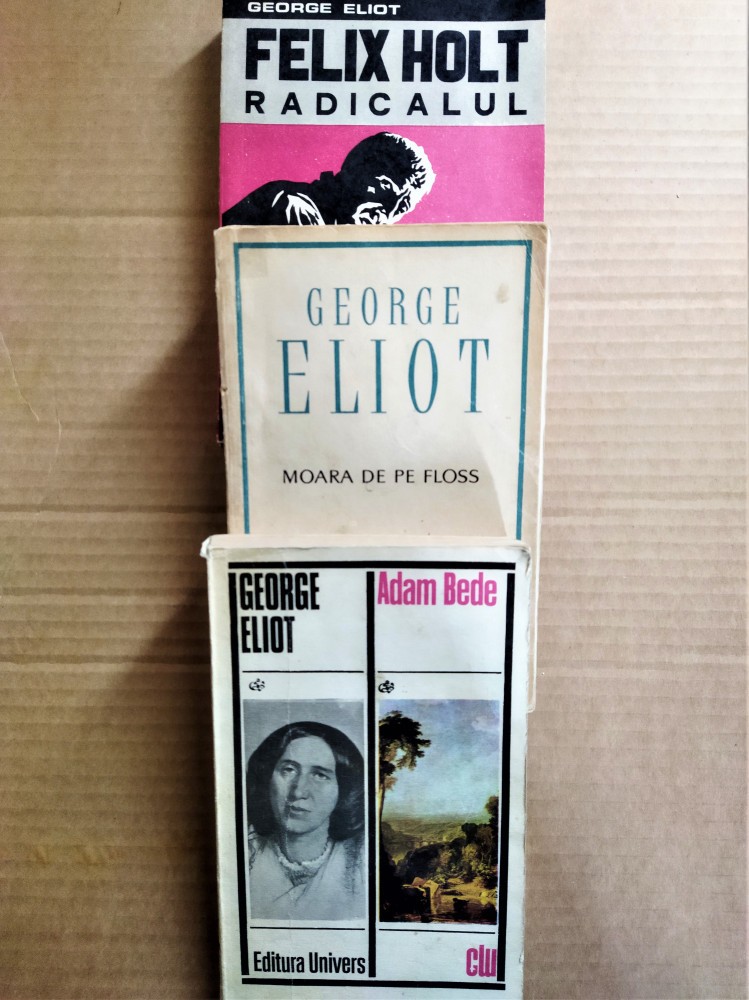 GEORGE ELIOT
FELIX HOLT
RADICALUL
GEORGE
ELIOT
MOARA DE PE FLOSS
GEORGE
ELIOT
Adam Bede
Editura Univers
clu